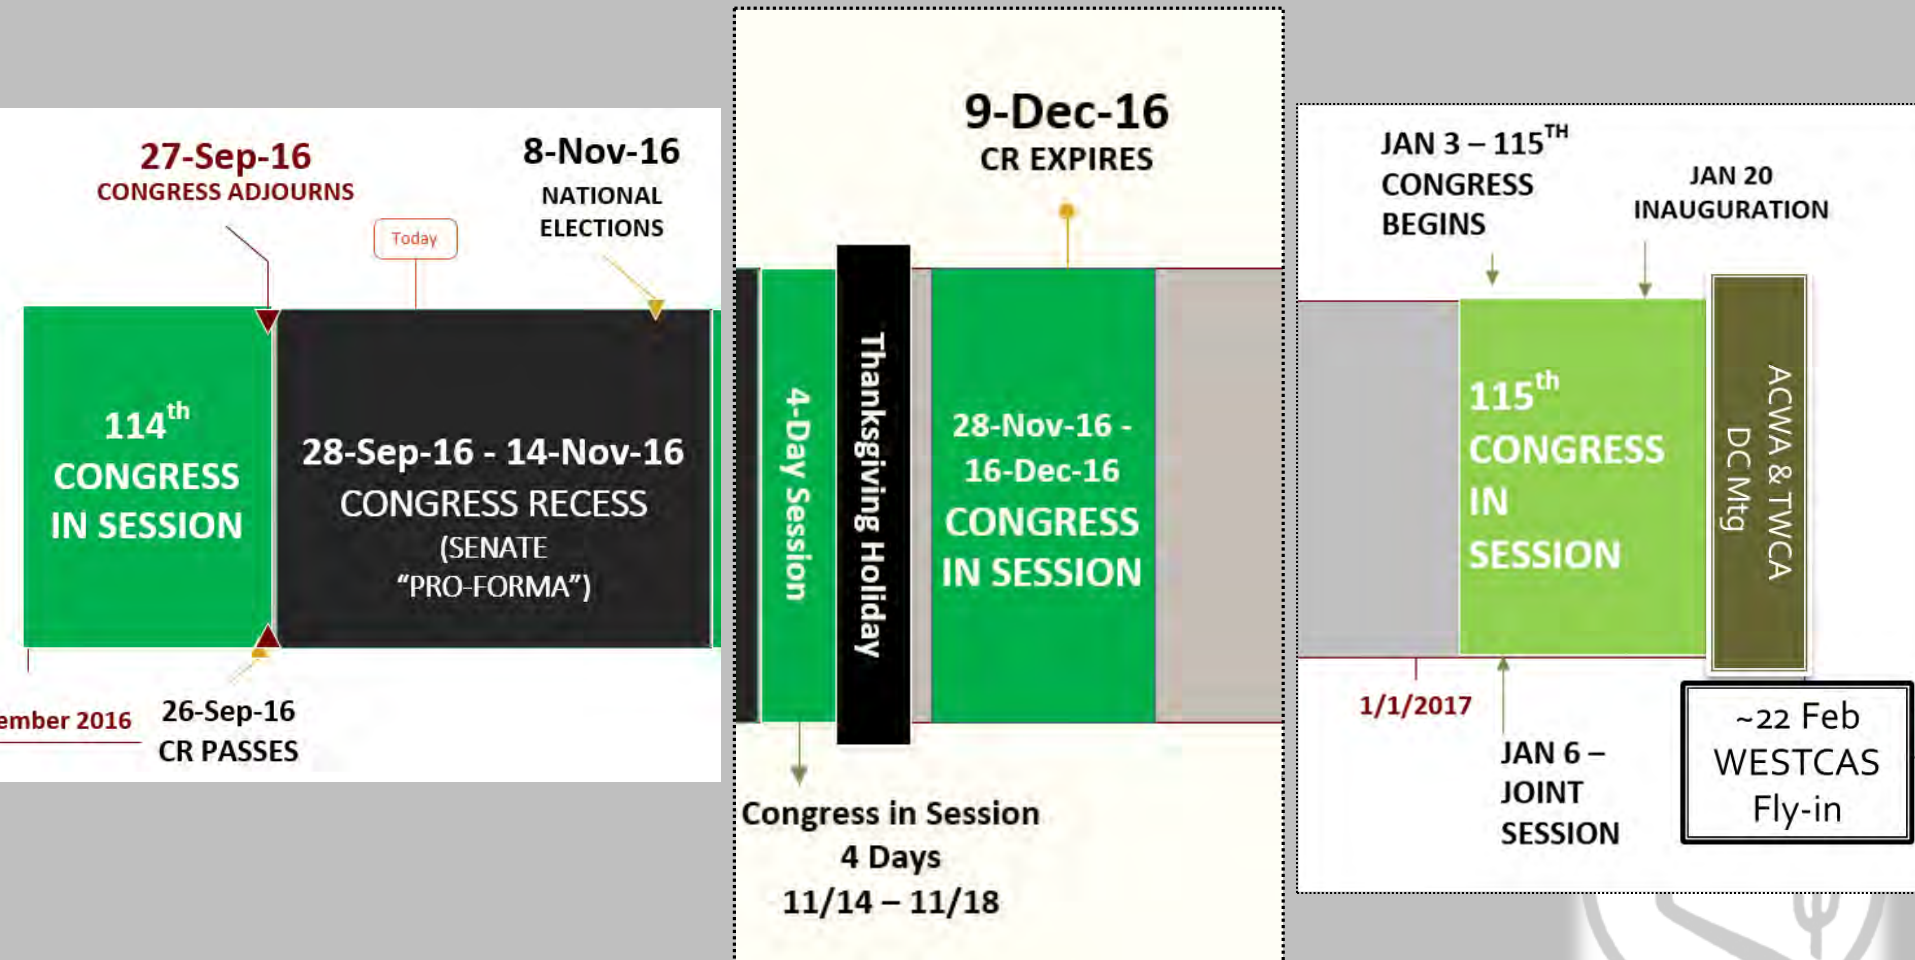 27-Sep-16
CONGRESS ADJOURNS
Today
8-Nov-16
NATIONAL
ELECTIONS
114th
CONGRESS
IN SESSION
28-Sep-16 - 14-Nov-16
CONGRESS RECESS
(SENATE
“PRO-FORMA”)
2016
26-Sep-16
CR PASSES
9-Dec-16
CR EXPIRES
4-Day Session
Thanksgiving Holiday
28-Nov-16 -
16-Dec-16
CONGRESS
IN SESSION
Congress in Session
4 Days
11/14 – 11/18
JAN 3 – 115TH
CONGRESS
BEGINS
JAN 20
INAUGURATION
115th
CONGRESS
IN
SESSION
ACWA & TWCA
DC Mtg
1/1/2017
JAN 6 –
JOINT
SESSION
~22 Feb
WESTCAS
Fly-in